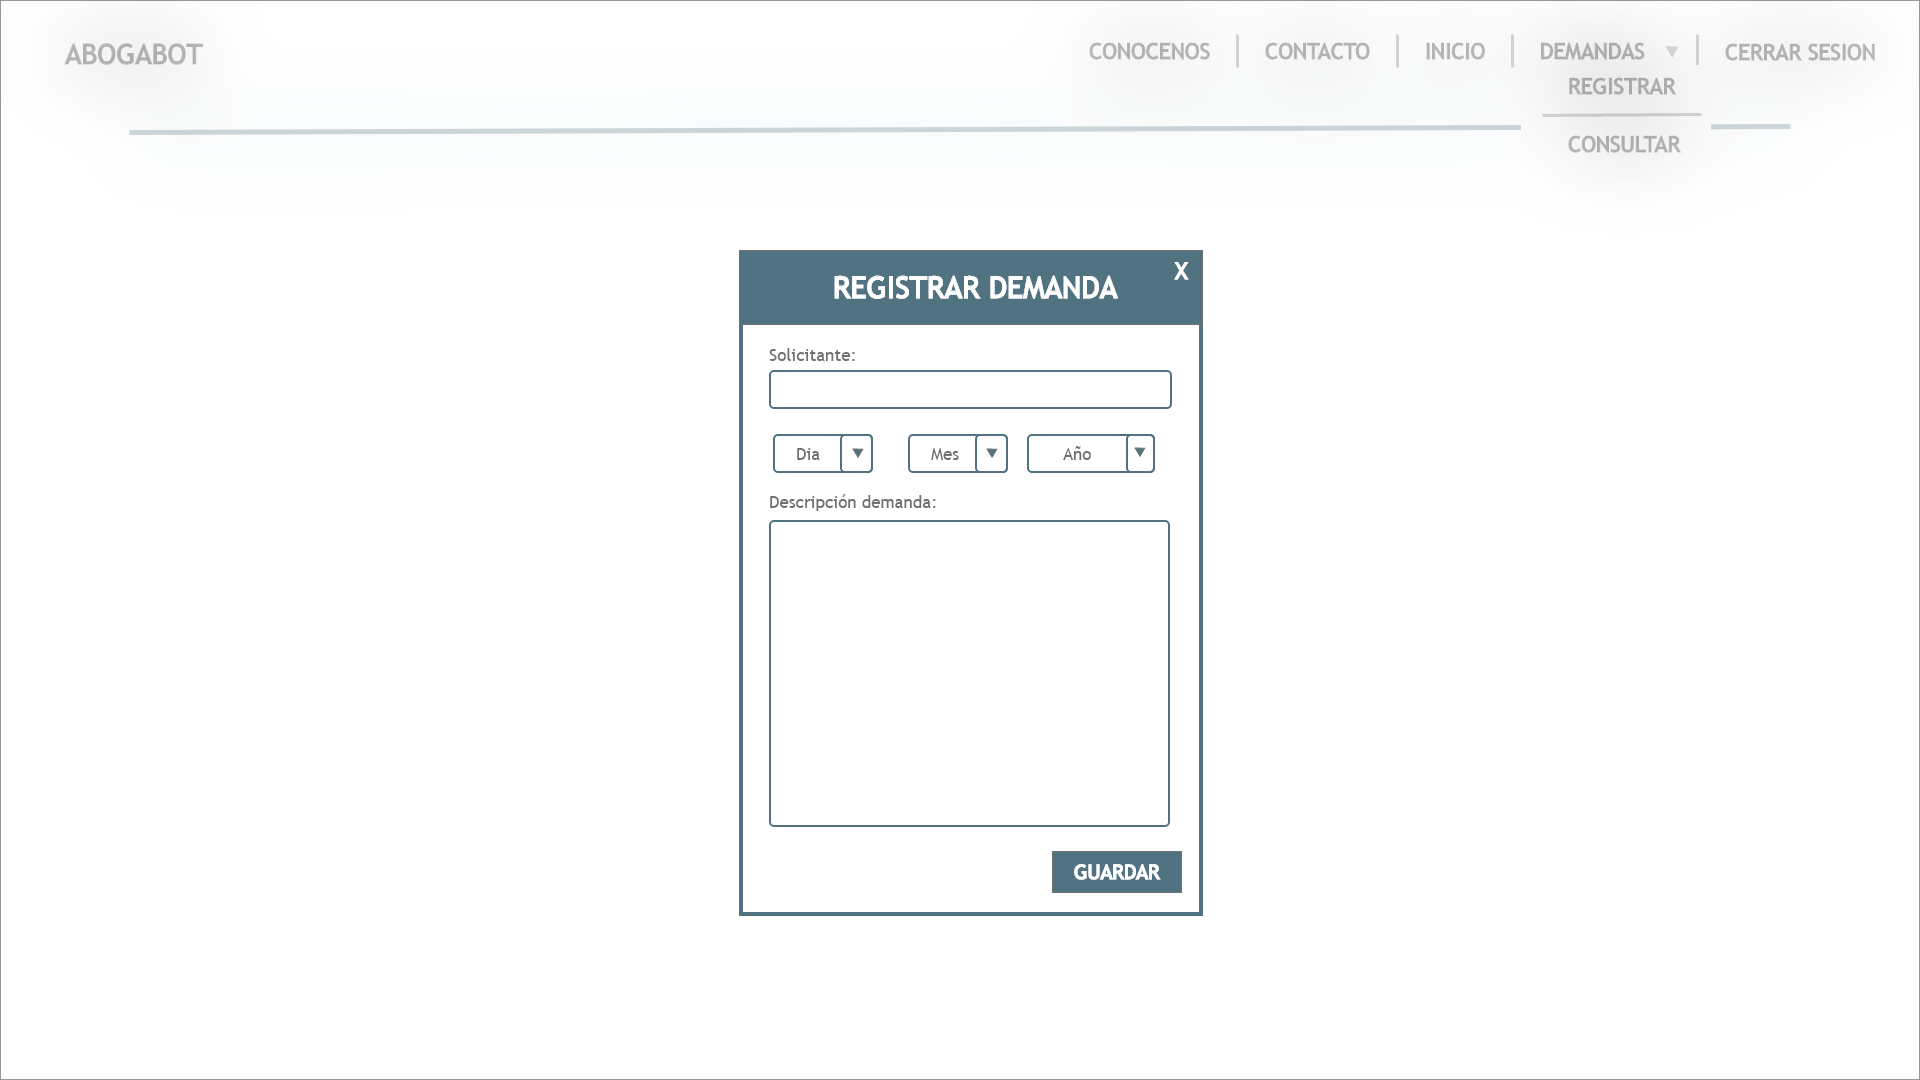 ABOGABOT
CONOCENOS
CONTACTO
INICIO
DEMANDAS
CERRAR SESION
REGISTRAR
CONSULTAR
REGISTRAR DEMANDA
X
Solicitante:
Dia
Mes
Año
Descripción demanda:
GUARDAR